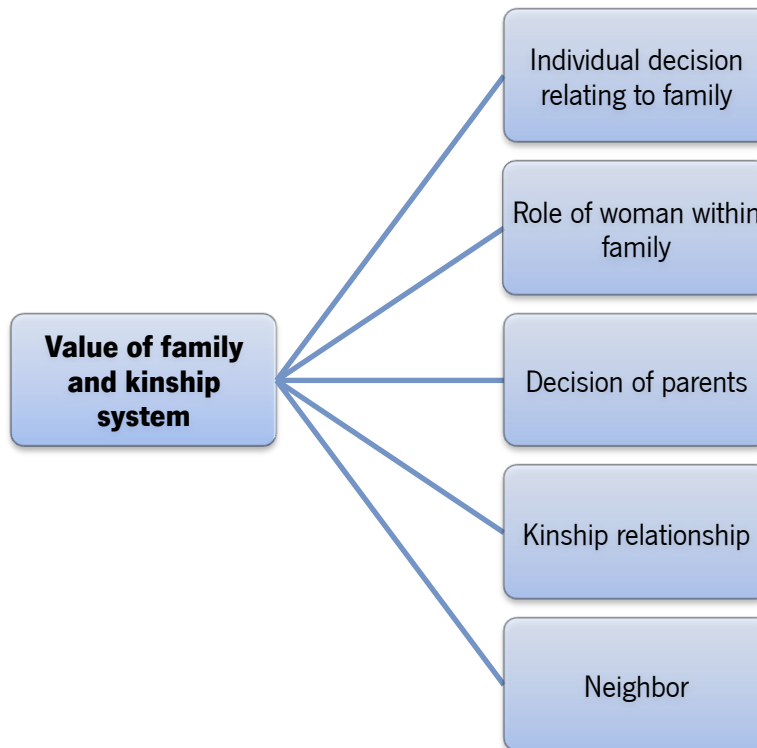 Individual decision
relating to family
Role of woman within
family
Value of family
and kinship
system
Decision of parents
Kinship relationship
Neighbor